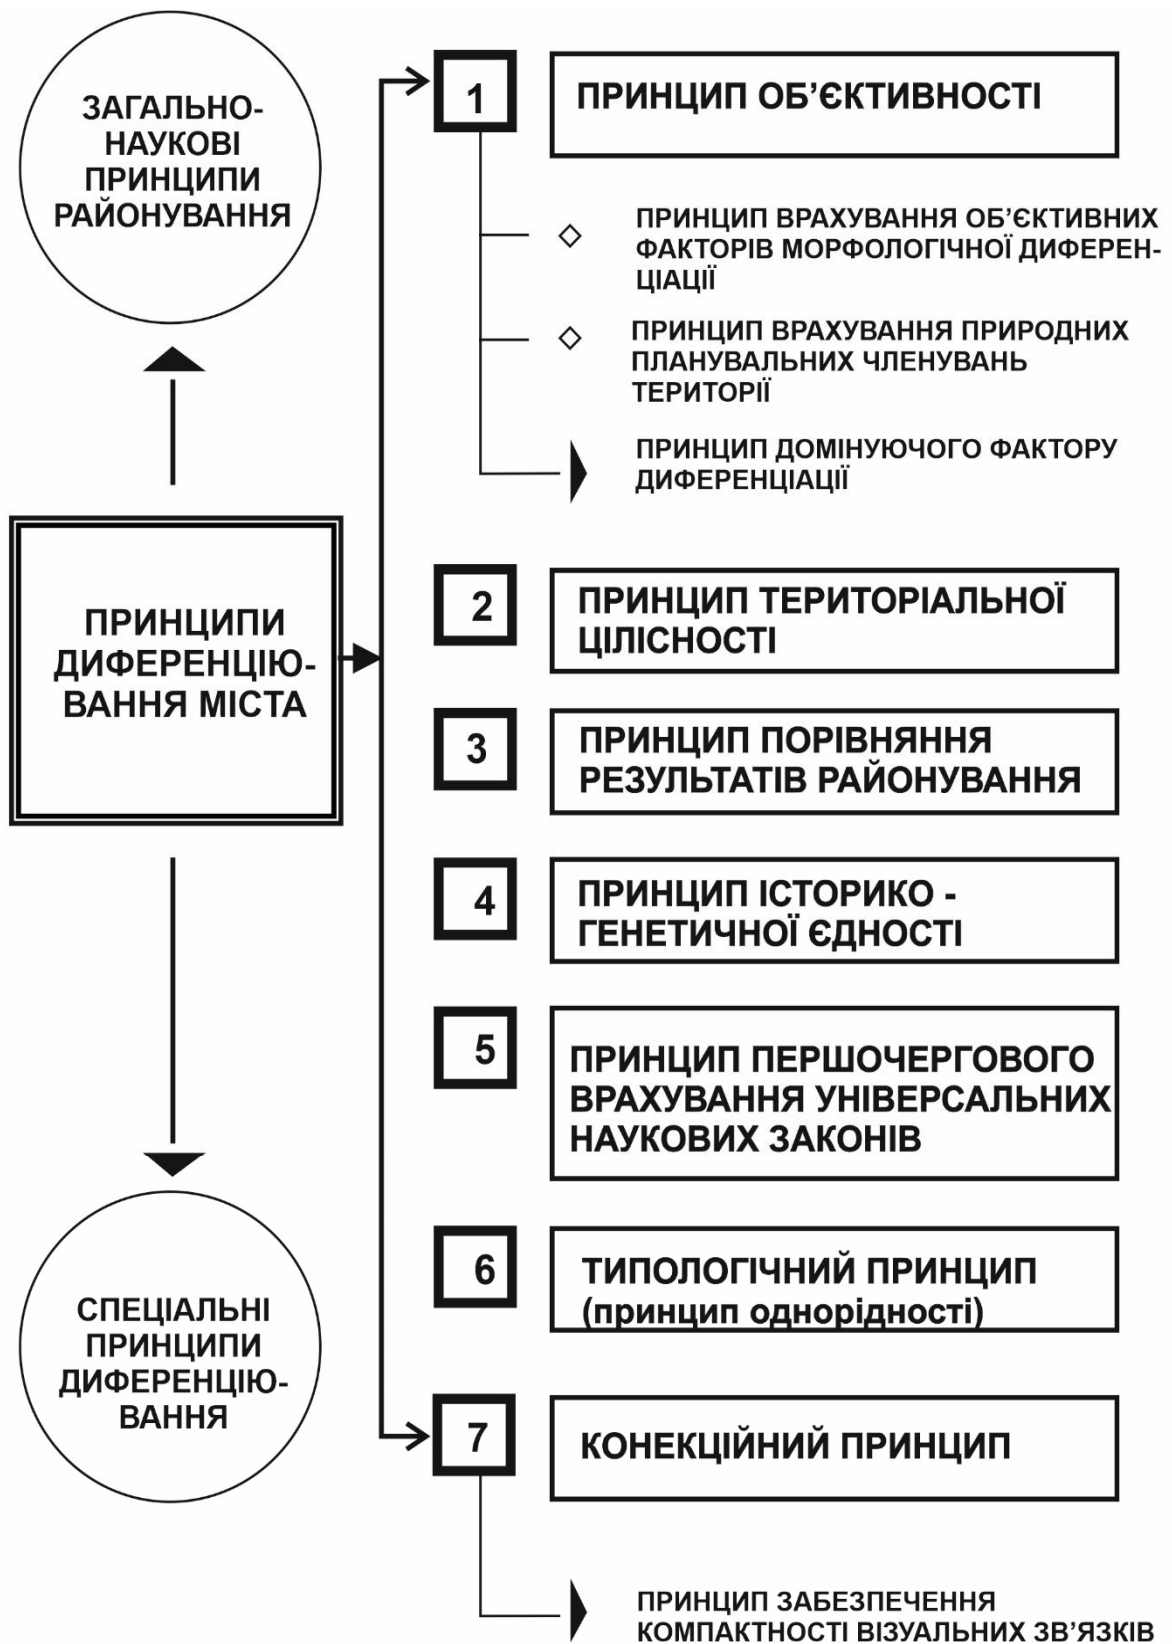 ЗАГАЛЬНО-
НАУКОВІ
ПРИНЦИПИ
РАЙОНУВАННЯ
ПРИНЦИПИ
ДИФЕРЕНЦІЮ-
ВАННЯ МІСТА
СПЕЦІАЛЬНІ
ПРИНЦИПИ
ДИФЕРЕНЦІЮ-
ВАННЯ
1
ПРИНЦИП ОБ’ЄКТИВНОСТІ
ПРИНЦИП ВРАХУВАННЯ ОБ’ЄКТИВНИХ
ФАКТОРІВ МОРФОЛОГІЧНОЇ ДИФЕРЕН-
ЦІАЦІЇ
ПРИНЦИП ВРАХУВАННЯ ПРИРОДНИХ
ПЛАНУВАЛЬНИХ ЧЛЕНУВАНЬ
ТЕРИТОРІЇ
ПРИНЦИП ДОМІНУЮЧОГО ФАКТОРУ
ДИФЕРЕНЦІАЦІЇ
2
ПРИНЦИП ТЕРИТОРІАЛЬНОЇ
ЦІЛІСНОСТІ
3
ПРИНЦИП ПОРІВНЯННЯ
РЕЗУЛЬТАТІВ РАЙОНУВАННЯ
4
ПРИНЦИП ІСТОРИКО -
ГЕНЕТИЧНОЇ ЄДНОСТІ
5
ПРИНЦИП ПЕРШОЧЕРГОВОГО
ВРАХУВАННЯ УНІВЕРСАЛЬНИХ
НАУКОВИХ ЗАКОНІВ
6
ТИПОЛОГІЧНИЙ ПРИНЦИП
(принцип однорідності)
7
КОНЕКЦІЙНИЙ ПРИНЦИП
ПРИНЦИП ЗАБЕЗПЕЧЕННЯ
КОМПАКТНОСТІ ВІЗУАЛЬНИХ ЗВ’ЯЗКІВ